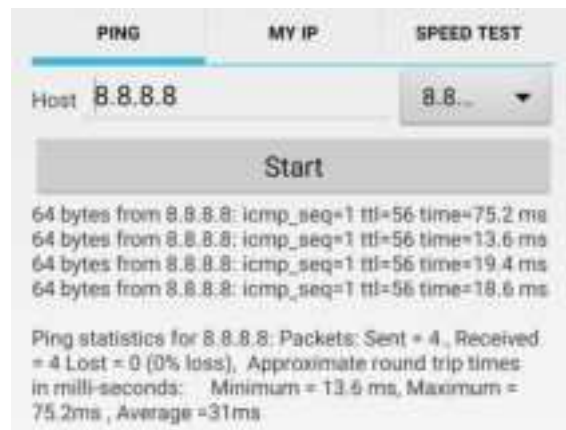 PING MY IP SPEED TEST
Host 8.8.8.8 8.8...
Start
64 bytes from 8.8.8.8: icmp_seq=1 ttl=56 time=75.2 ms
64 bytes from 8.8.8.8: icmp_seq=1 ttl=56 time=13.6 ms
64 bytes from 8.8.8.8: icmp_seq=1 ttl=56 time=19.4 ms
64 bytes from 8.8.8.8: icmp_seq=1 ttl=56 time=18.6 ms
Ping statistics for 8.8.8.8: Packets: Sent = 4 , Received
= 4 Lost = 0 (0% loss), Approximate round trip times
in milli-seconds: Minimum = 13.6 ms, Maximum =
75.2ms , Average =31ms